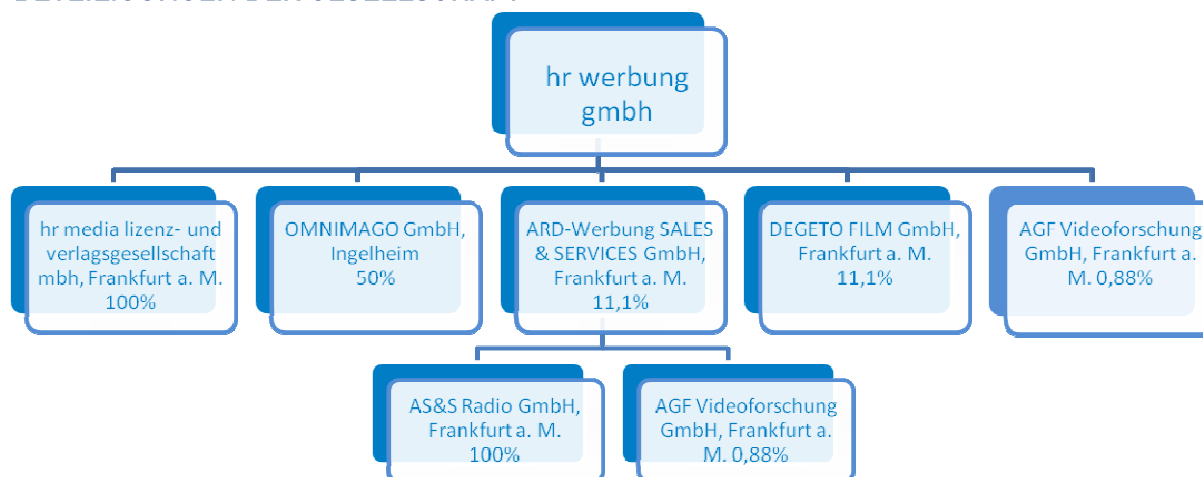 hr werbung
gmbh
hr media lizenz- und
verlagsgesellschaft
mbh, Frankfurt a. M.
100%
OMNIMAGO GmbH,
Ingelheim
50%
ARD-Werbung SALES
& SERVICES GmbH,
Frankfurt a. M.
11,1%
DEGETO FILM GmbH,
Frankfurt a. M.
11,1%
AGF Videoforschung
GmbH, Frankfurt a.
M. 0,88%
AS&S Radio GmbH,
Frankfurt a. M.
100%
AGF Videoforschung
GmbH, Frankfurt a.
M. 0,88%